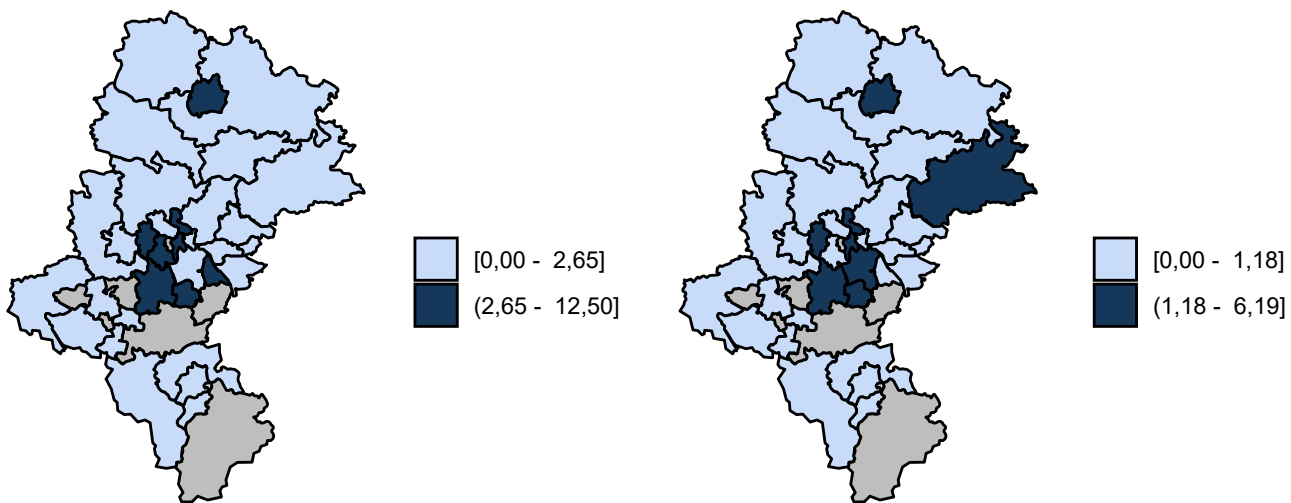 [0,00 - 2,65]
(2,65 - 12,50]
[0,00 - 1,18]
(1,18 - 6,19]